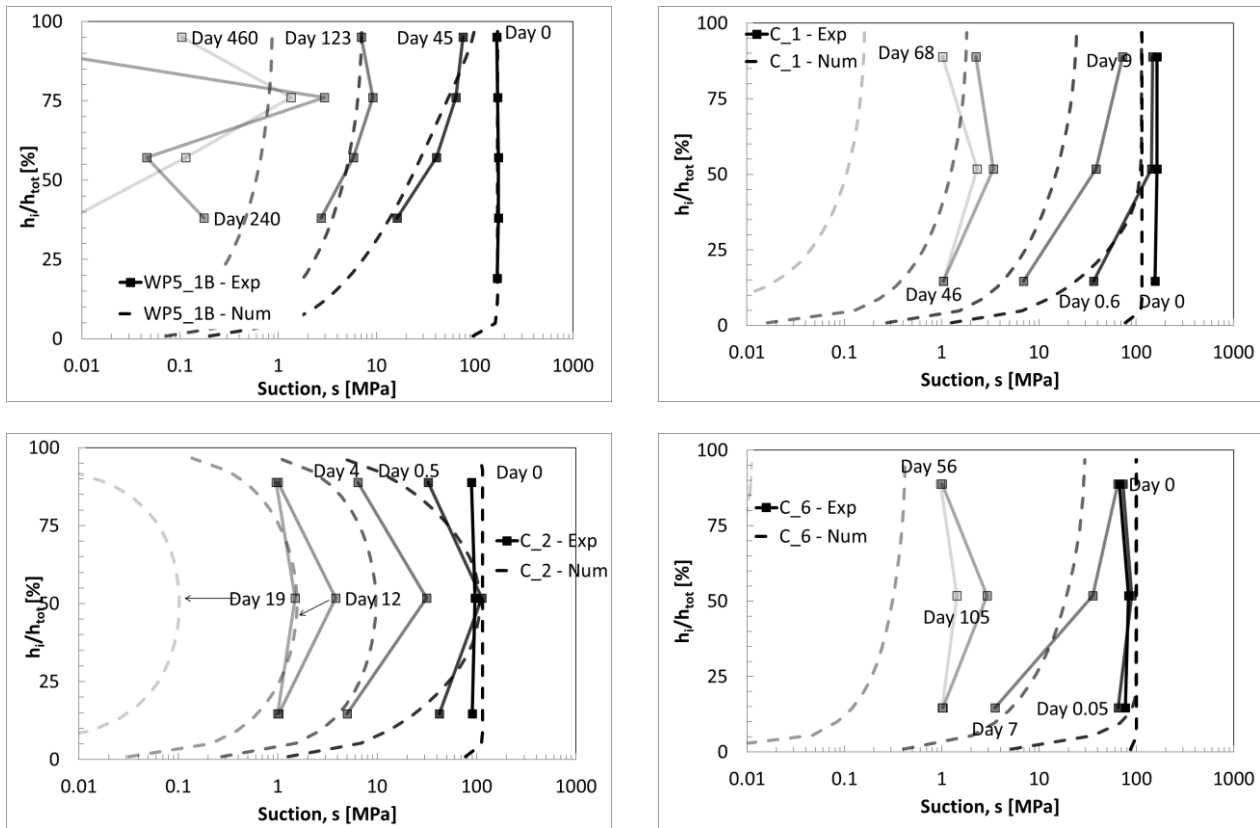 100
75
50
25
0
h_i/h_tot [%]
Day 460
Day 123
Day 45
Day 0
Day 240
WP5_1B - Exp
WP5_1B - Num
0.01
0.1
1
10
100
1000
Suction, s [MPa]
100
75
50
25
0
h_i/h_tot [%]
C_1 - Exp
C_1 - Num
Day 68
Day 9
Day 46
Day 0.6
Day 0
0.01
0.1
1
10
100
1000
Suction, s [MPa]
100
75
50
25
0
h_i/h_tot [%]
Day 4
Day 0.5
Day 0
C_2 - Exp
C_2 - Num
Day 19
Day 12
0.01
0.1
1
10
100
1000
Suction, s [MPa]
100
75
50
25
0
h_i/h_tot [%]
Day 56
Day 0
C_6 - Exp
C_6 - Num
Day 105
Day 0.05
Day 7
0.01
0.1
1
10
100
1000
Suction, s [MPa]